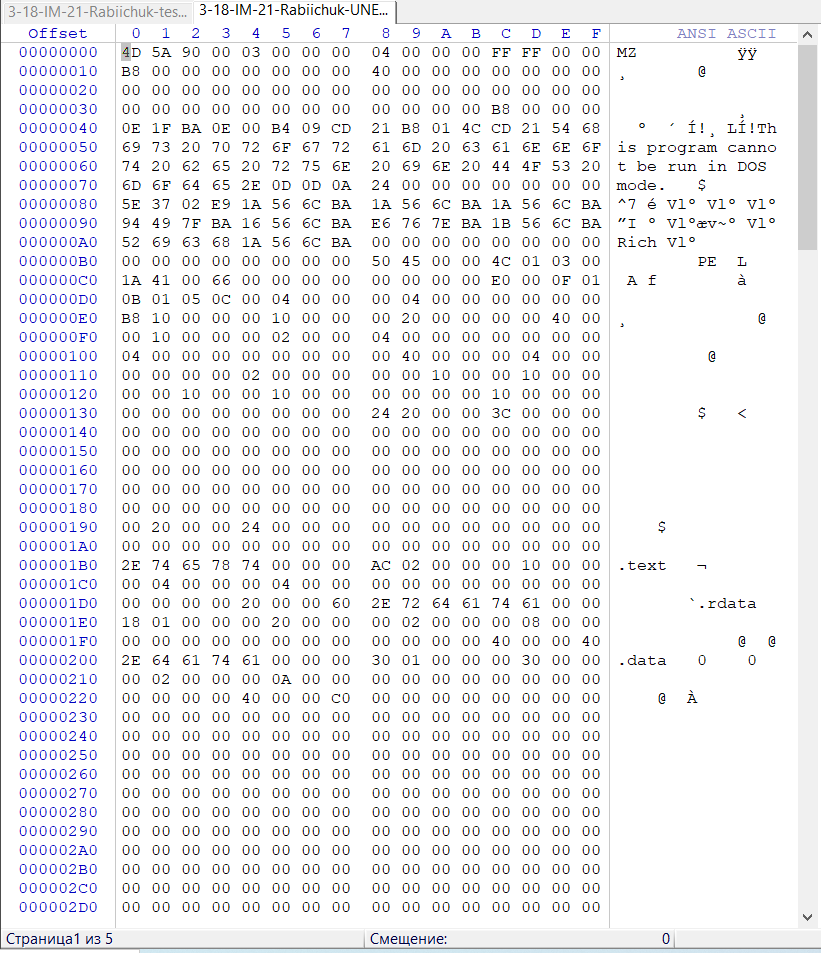 3-18-IM-21-Rabiichuk-tes... 3-18-IM-21-Rabiichuk-UNE...
Offset 0 1 2 3 4 5 6 7 8 9 A B C D E F ANSI ASCII
00000000 4D 5A 90 00 03 00 00 00 04 00 00 00 FF FF 00 00 MZ ÿÿ
00000010 B8 00 00 00 00 00 00 00 40 00 00 00 00 00 00 00 ¸ @
00000020 00 00 00 00 00 00 00 00 00 00 00 00 00 00 00 00
00000030 00 00 00 00 00 00 00 00 00 00 00 00 B8 00 00 00 ¸
00000040 0E 1F BA 0E 00 B4 09 CD 21 B8 01 4C CD 21 54 68 º ´ Í!¸ LÍ!Th
00000050 69 73 20 70 72 6F 67 72 61 6D 20 63 61 6E 6E 6F is program canno
00000060 74 20 62 65 20 72 75 6E 20 69 6E 20 44 4F 53 20 t be run in DOS
00000070 6D 6F 64 65 2E 0D 0D 0A 24 00 00 00 00 00 00 00 mode. $
00000080 5E 37 02 E9 1A 56 6C BA 1A 56 6C BA 1A 56 6C BA ^7 é Vlº Vlº Vlº
00000090 94 49 7F BA 16 56 6C BA E6 76 7E BA 1B 56 6C BA ”I º Vlºæv~º Vlº
000000A0 52 69 63 68 1A 56 6C BA 00 00 00 00 00 00 00 00 Rich Vlº
000000B0 00 00 00 00 00 00 00 00 50 45 00 00 4C 01 03 00 PE L
000000C0 1A 41 00 66 00 00 00 00 00 00 00 00 E0 00 0F 01 A f à
000000D0 0B 01 05 0C 00 04 00 00 00 04 00 00 00 00 00 00
000000E0 B8 10 00 00 00 10 00 00 00 20 00 00 00 00 40 00 ¸ @
000000F0 00 10 00 00 00 02 00 00 04 00 00 00 00 00 00 00
00000100 04 00 00 00 00 00 00 00 00 40 00 00 00 04 00 00 @
00000110 00 00 00 00 02 00 00 00 00 00 10 00 00 10 00 00
00000120 00 00 10 00 00 10 00 00 00 00 00 00 10 00 00 00
00000130 00 00 00 00 00 00 00 00 24 20 00 00 3C 00 00 00 $ <
00000140 00 00 00 00 00 00 00 00 00 00 00 00 00 00 00 00
00000150 00 00 00 00 00 00 00 00 00 00 00 00 00 00 00 00
00000160 00 00 00 00 00 00 00 00 00 00 00 00 00 00 00 00
00000170 00 00 00 00 00 00 00 00 00 00 00 00 00 00 00 00
00000180 00 00 00 00 00 00 00 00 00 00 00 00 00 00 00 00
00000190 00 20 00 00 24 00 00 00 00 00 00 00 00 00 00 00 $
000001A0 00 00 00 00 00 00 00 00 00 00 00 00 00 00 00 00
000001B0 2E 74 65 78 74 00 00 00 AC 02 00 00 00 10 00 00 .text ¬
000001C0 00 04 00 00 00 04 00 00 00 00 00 00 00 00 00 00
000001D0 00 00 00 00 20 00 00 60 2E 72 64 61 74 61 00 00 `.rdata
000001E0 18 01 00 00 00 20 00 00 00 02 00 00 00 08 00 00
000001F0 00 00 00 00 00 00 00 00 00 00 00 00 40 00 00 40 @ @
00000200 2E 64 61 74 61 00 00 00 30 01 00 00 00 30 00 00 .data 0 0
00000210 00 02 00 00 00 0A 00 00 00 00 00 00 00 00 00 00
00000220 00 00 00 00 40 00 00 C0 00 00 00 00 00 00 00 00 @ À
00000230 00 00 00 00 00 00 00 00 00 00 00 00 00 00 00 00
00000240 00 00 00 00 00 00 00 00 00 00 00 00 00 00 00 00
00000250 00 00 00 00 00 00 00 00 00 00 00 00 00 00 00 00
00000260 00 00 00 00 00 00 00 00 00 00 00 00 00 00 00 00
00000270 00 00 00 00 00 00 00 00 00 00 00 00 00 00 00 00
00000280 00 00 00 00 00 00 00 00 00 00 00 00 00 00 00 00
00000290 00 00 00 00 00 00 00 00 00 00 00 00 00 00 00 00
000002A0 00 00 00 00 00 00 00 00 00 00 00 00 00 00 00 00
000002B0 00 00 00 00 00 00 00 00 00 00 00 00 00 00 00 00
000002C0 00 00 00 00 00 00 00 00 00 00 00 00 00 00 00 00
000002D0 00 00 00 00 00 00 00 00 00 00 00 00 00 00 00 00
Страница1 из 5 Смещение: 0